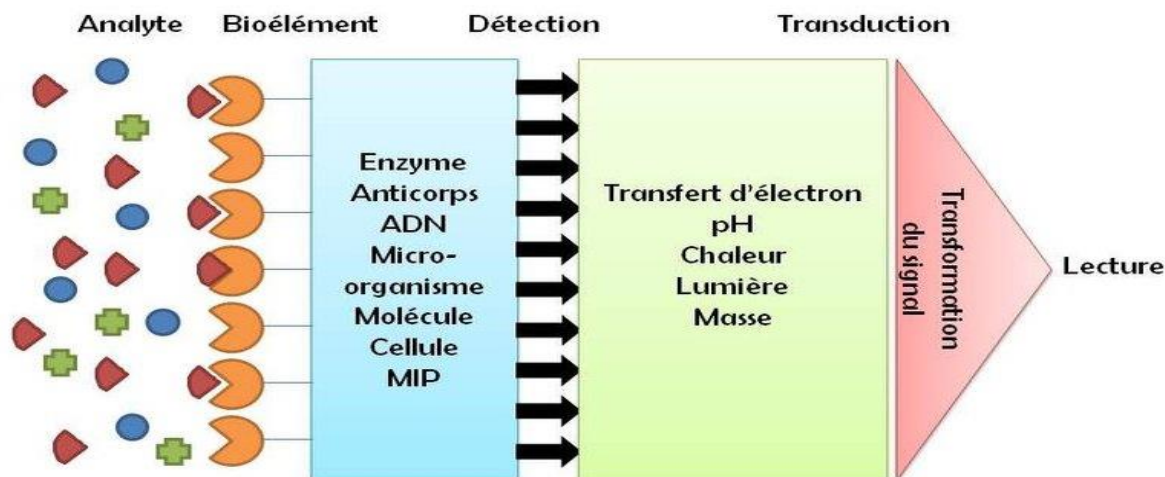 Analyte Bioélément Détection Transduction
Enzyme
Anticorps
ADN
Micro-
organisme
Molécule
Cellule
MIP
Transfert d'électron
pH
Chaleur
Lumière
Masse
Transformation
du signal
Lecture